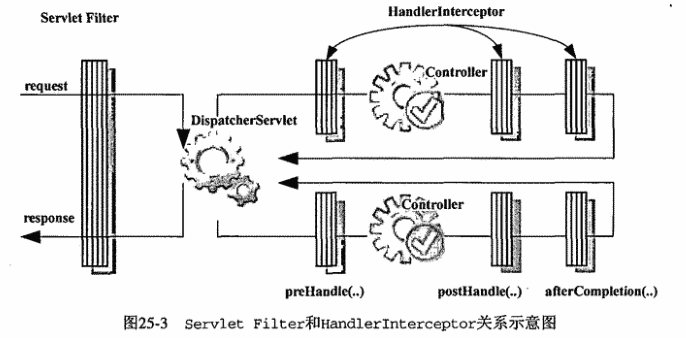 Servlet Filter
HandlerInterceptor
request
Controller
DispatcherServlet
response
Controller
preHandle(..)
postHandle(..)
afterCompletion(..)
图25-3 Servlet Filter和HandlerInterceptor关系示意图